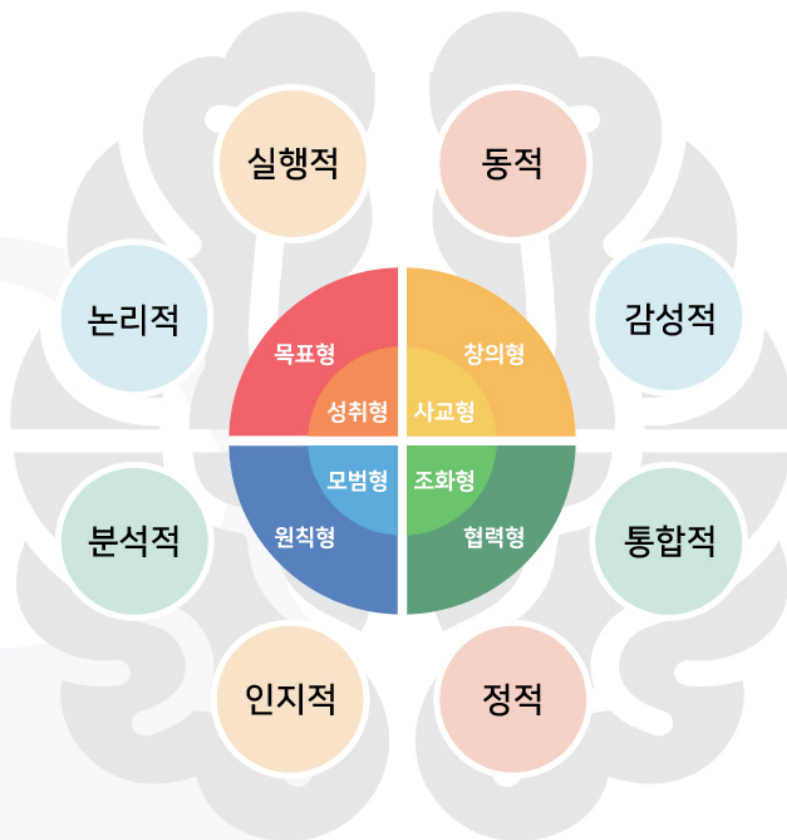 실행적
동적
논리적
감성적
목표형
창의형
성취형
사교형
모범형
조화형
원칙형
협력형
분석적
통합적
인지적
정적